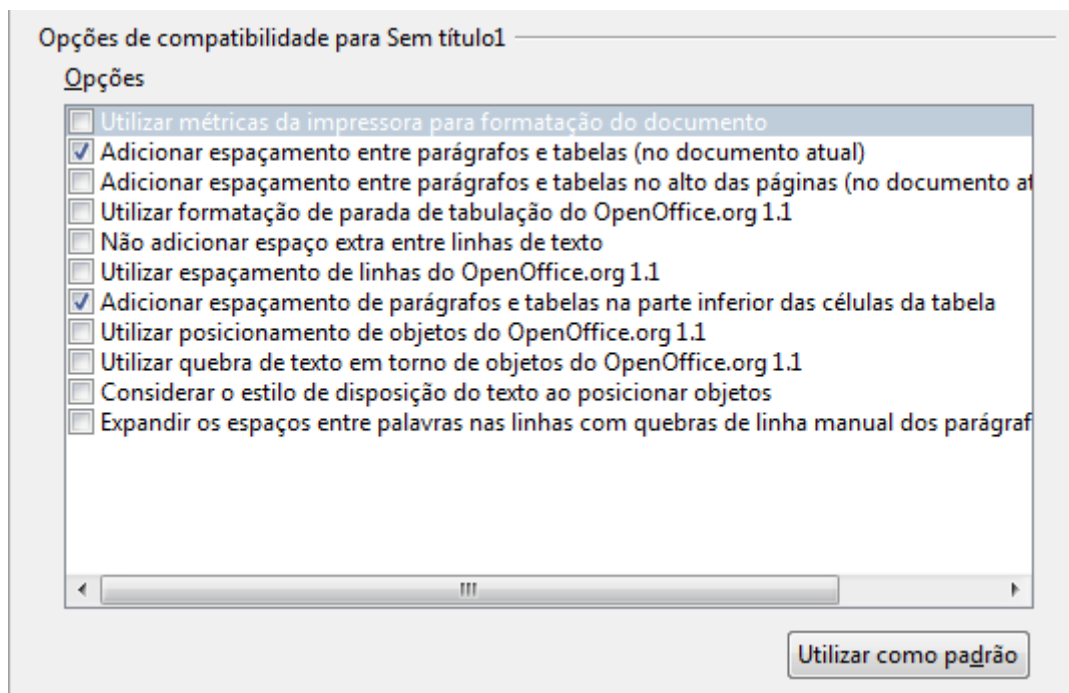 Opções de compatibilidade para Sem título1
Opções
Utilizar métricas da impressora para formatação do documento
Adicionar espaçamento entre parágrafos e tabelas (no documento atual)
Adicionar espaçamento entre parágrafos e tabelas no alto das páginas (no documento at
Utilizar formatação de parada de tabulação do OpenOffice.org 1.1
Não adicionar espaço extra entre linhas de texto
Utilizar espaçamento de linhas do OpenOffice.org 1.1
Adicionar espaçamento de parágrafos e tabelas na parte inferior das células da tabela
Utilizar posicionamento de objetos do OpenOffice.org 1.1
Utilizar quebra de texto em torno de objetos do OpenOffice.org 1.1
Considerar o estilo de disposição do texto ao posicionar objetos
Expandir os espaços entre palavras nas linhas com quebras de linha manual dos parágraf
Utilizar como padrão